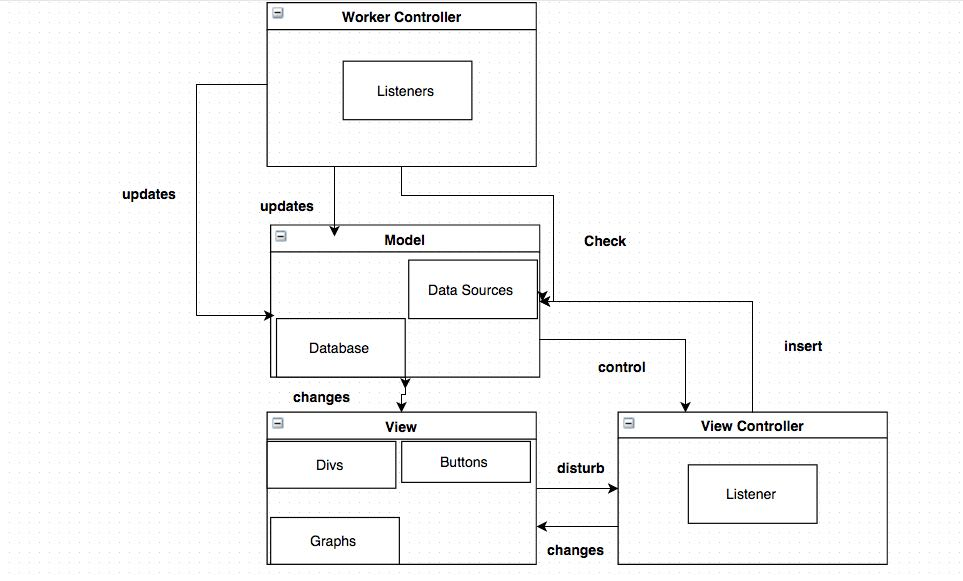 Worker Controller
Listeners
updates
updates
Check
Model
Data Sources
Database
insert
control
changes
View
View Controller
Divs
Buttons
disturb
Listener
Graphs
changes